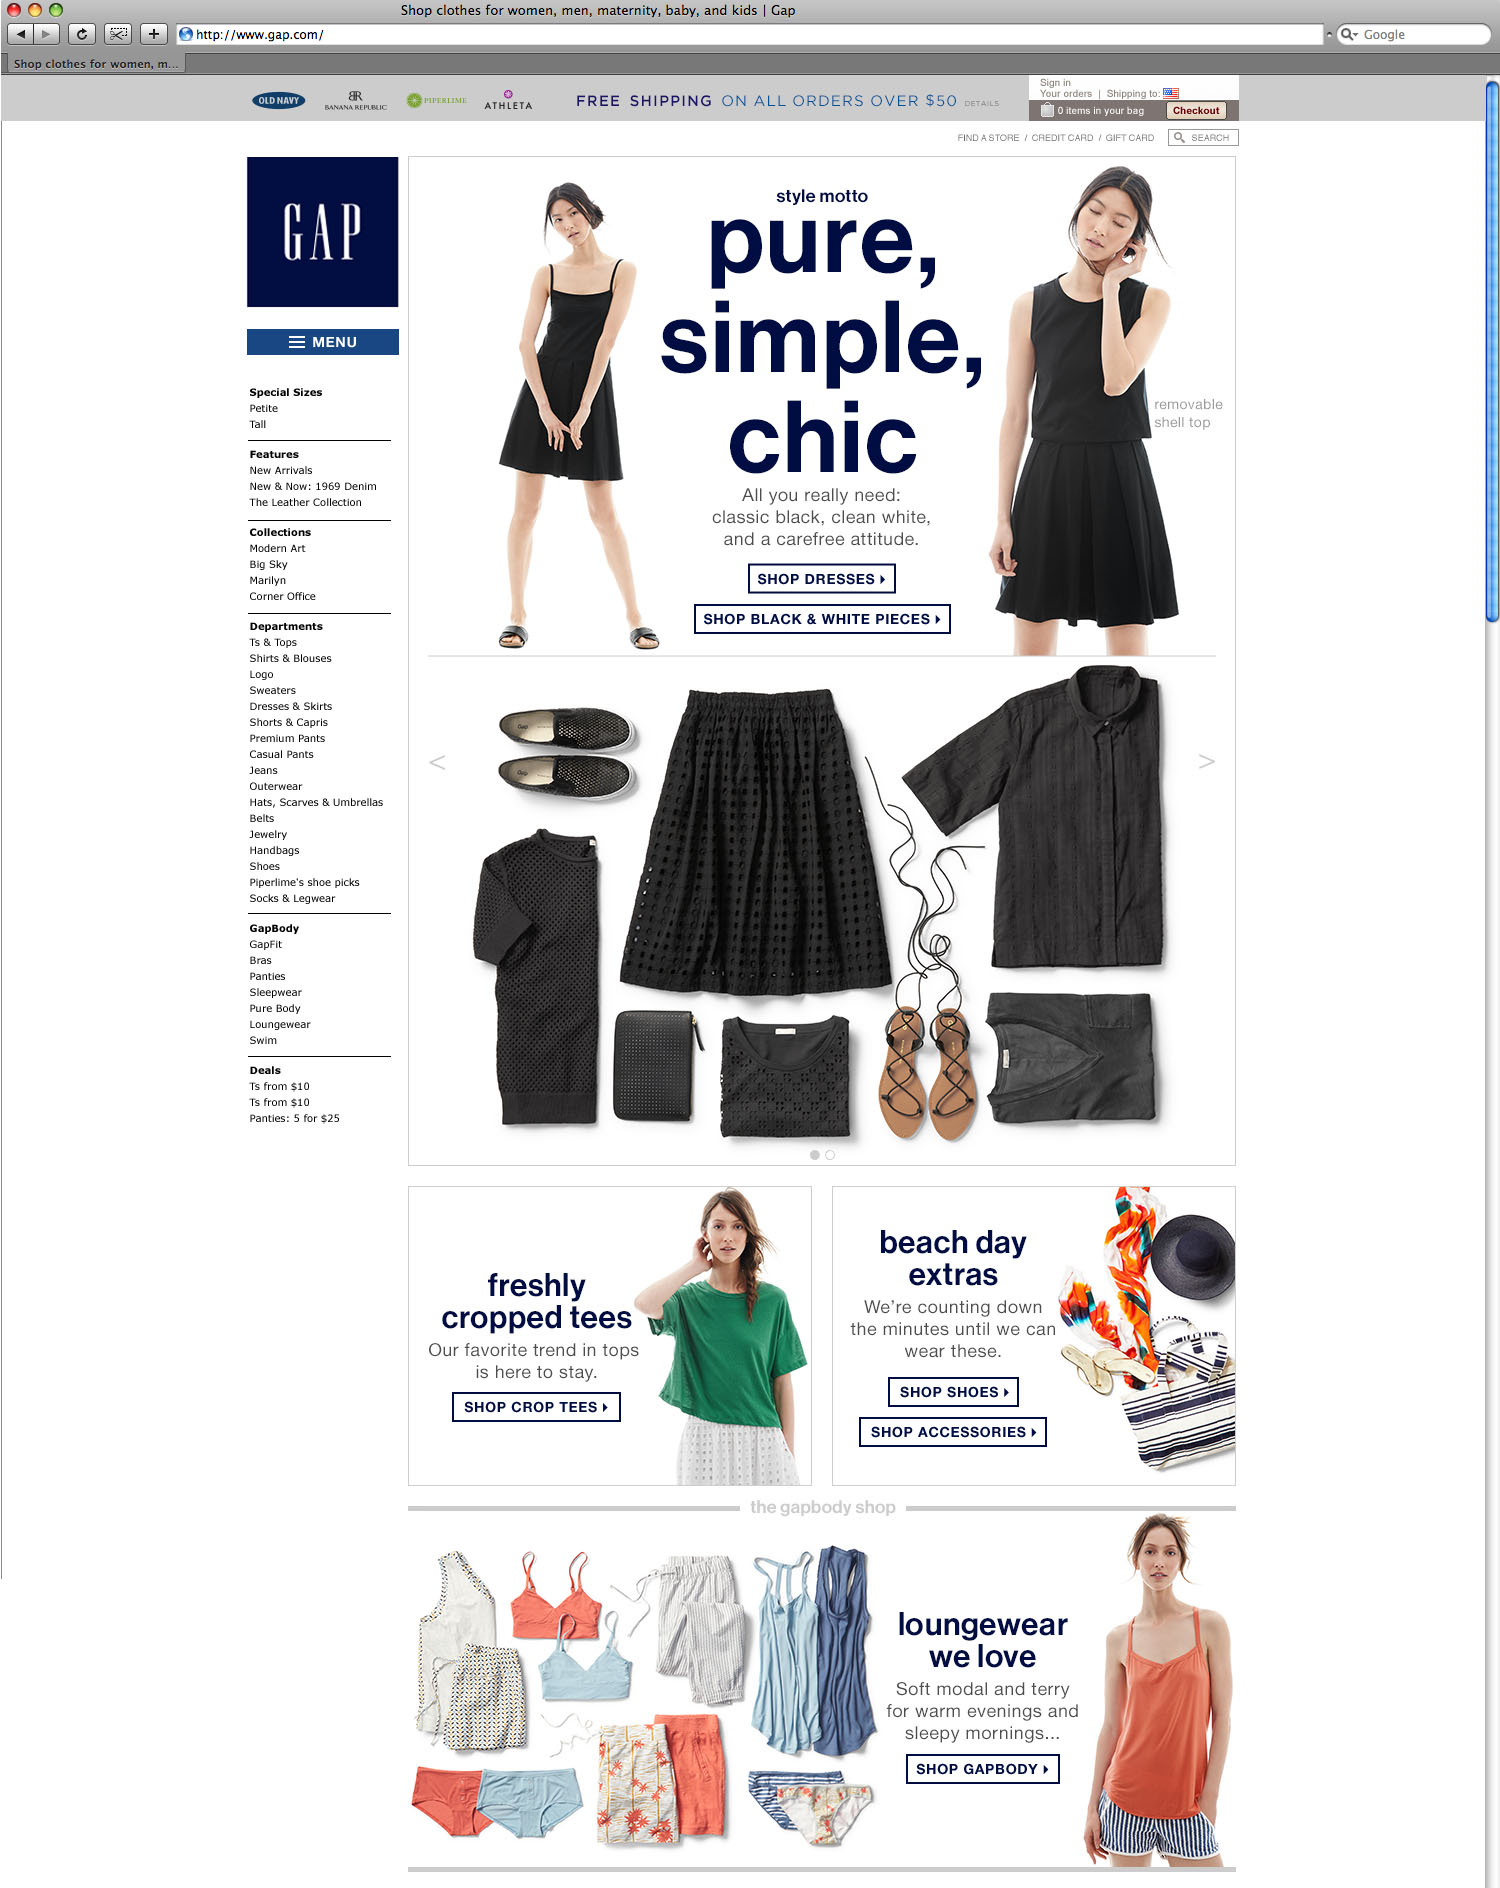 Shop clothes for women, men, maternity, baby, and kids | Gap
http://www.gap.com/
Google
Shop clothes for women, m...
OLD NAVY
BR
BANANA REPUBLIC
PIPERLIME
ATHLETA
FREE SHIPPING ON ALL ORDERS OVER $50 DETAILS
Sign in
Your orders | Shipping to:
0 items in your bag
Checkout
FIND A STORE / CREDIT CARD / GIFT CARD
SEARCH
GAP
MENU
Special Sizes
Petite
Tall
Features
New Arrivals
New & Now: 1969 Denim
The Leather Collection
Collections
Modern Art
Big Sky
Marilyn
Corner Office
Departments
Ts & Tops
Shirts & Blouses
Logo
Sweaters
Dresses & Skirts
Shorts & Capris
Premium Pants
Casual Pants
Jeans
Outerwear
Hats, Scarves & Umbrellas
Belts
Jewelry
Handbags
Shoes
Piperlime's shoe picks
Socks & Legwear
GapBody
GapFit
Bras
Panties
Sleepwear
Pure Body
Loungewear
Swim
Deals
Ts from $10
Ts from $10
Panties: 5 for $25
style motto
pure,
simple,
chic
All you really need:
classic black, clean white,
and a carefree attitude.
SHOP DRESSES
SHOP BLACK & WHITE PIECES
removable
shell top
<
>
Gap
Gap
freshly
cropped tees
Our favorite trend in tops
is here to stay.
SHOP CROP TEES
beach day
extras
We're counting down
the minutes until we can
wear these.
SHOP SHOES
SHOP ACCESSORIES
the gapbody shop
loungewear
we love
Soft modal and terry
for warm evenings and
sleepy mornings...
SHOP GAPBODY